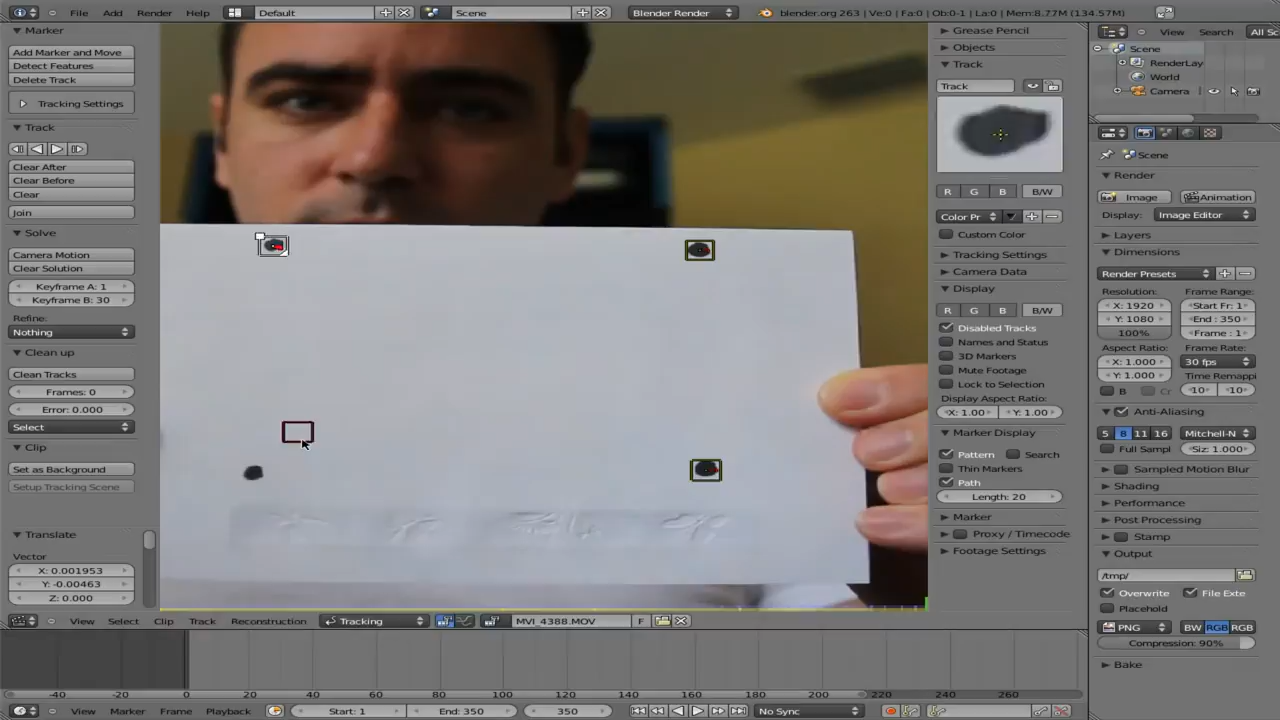 File Add Render Help Default Scene Blender Render blender.org 263 | Ve:0 | Fa:0 | Ob:0-1 | La:0 | Mem:8.77M (134.57M)
Marker
Add Marker and Move
Detect Features
Delete Track
Tracking Settings
Track
Clear After
Clear Before
Clear
Join
Solve
Camera Motion
Clear Solution
Keyframe A: 1
Keyframe B: 30
Refine:
Nothing
Clean up
Clean Tracks
Frames: 0
Error: 0.000
Select
Clip
Set as Background
Setup Tracking Scene
Translate
Vector
X: 0.001953
Y: -0.00463
Z: 0.000
Grease Pencil
Objects
Track
Track
R G B B/W
Color Pr
Custom Color
Tracking Settings
Camera Data
Display
R G B B/W
Disabled Tracks
Names and Status
3D Markers
Mute Footage
Lock to Selection
Display Aspect Ratio:
X: 1.00 Y: 1.00
Marker Display
Pattern Search
Thin Markers
Path
Length: 20
Marker
Proxy / Timecode
Footage Settings
View Search All Sc
Scene
RenderLay
World
Camera
Scene
Render
Image Animation
Display: Image Editor
Layers
Dimensions
Render Presets
Resolution: Frame Range:
X: 1920 Start Fr: 1
Y: 1080 End : 350
100% Frame : 1
Aspect Ratio: Frame Rate:
X: 1.000 30 fps
Y: 1.000 Time Remappi
B Cr 10 10
Anti-Aliasing
5 8 11 16 Mitchell-N
Full Sampl Siz: 1.000
Sampled Motion Blur
Shading
Performance
Post Processing
Stamp
Output
/tmp/
Overwrite File Exte
Placehold
PNG BW RGB RGB
Compression: 90%
Bake
View Select Clip Track Reconstruction Tracking MVI_4388.MOV F
-40 -20 0 20 40 60 80 100 120 140 160 180 200 220 240 260
View Marker Frame Playback Start: 1 End: 350 350 No Sync